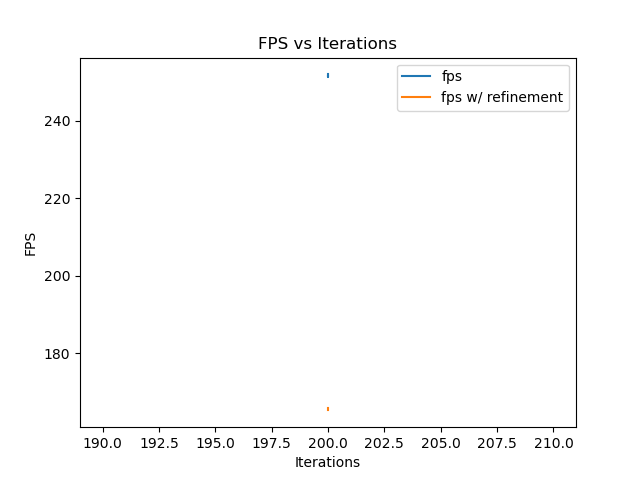 FPS vs Iterations
fps
fps w/ refinement
240
220
200
180
FPS
190.0 192.5 195.0 197.5 200.0 202.5 205.0 207.5 210.0
Iterations